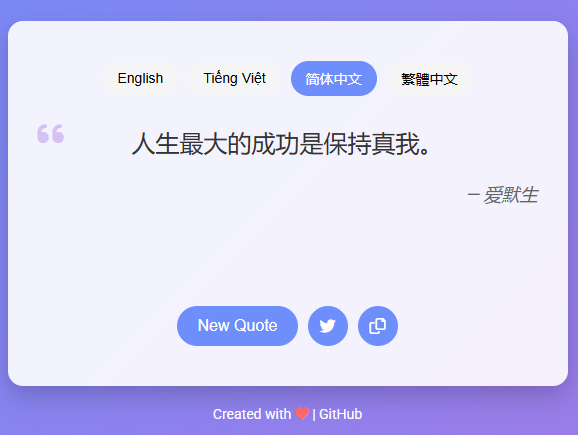 English Tiếng Việt 简体中文 繁體中文
“
人生最大的成功是保持真我。
– 爱默生
New Quote
Created with ❤️ | GitHub